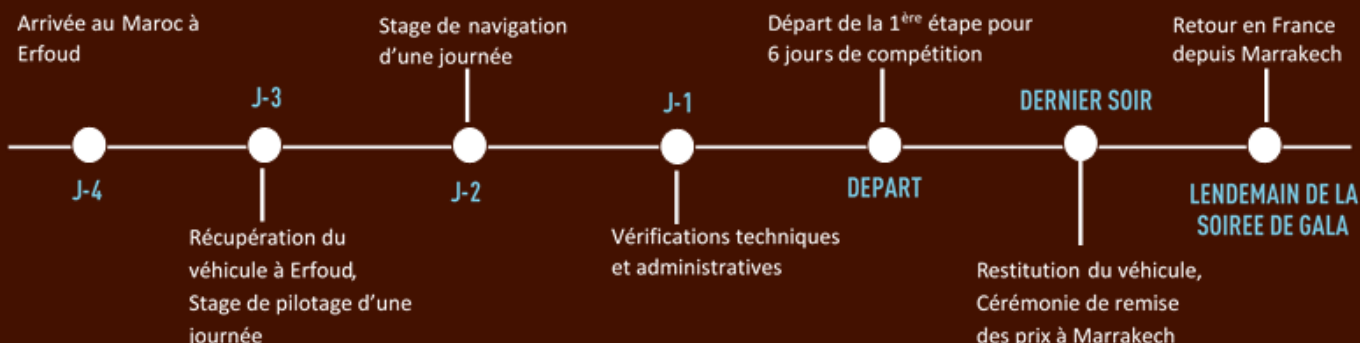 Arrivée au Maroc à
Erfoud
J-4
J-3
Récupération du
véhicule à Erfoud,
Stage de pilotage d'une
journée
Stage de navigation
d'une journée
J-2
J-1
Vérifications techniques
et administratives
Départ de la 1ère étape pour
6 jours de compétition
DEPART
DERNIER SOIR
Restitution du véhicule,
Cérémonie de remise
des prix à Marrakech
Retour en France
depuis Marrakech
LENDEMAIN DE LA
SOIREE DE GALA